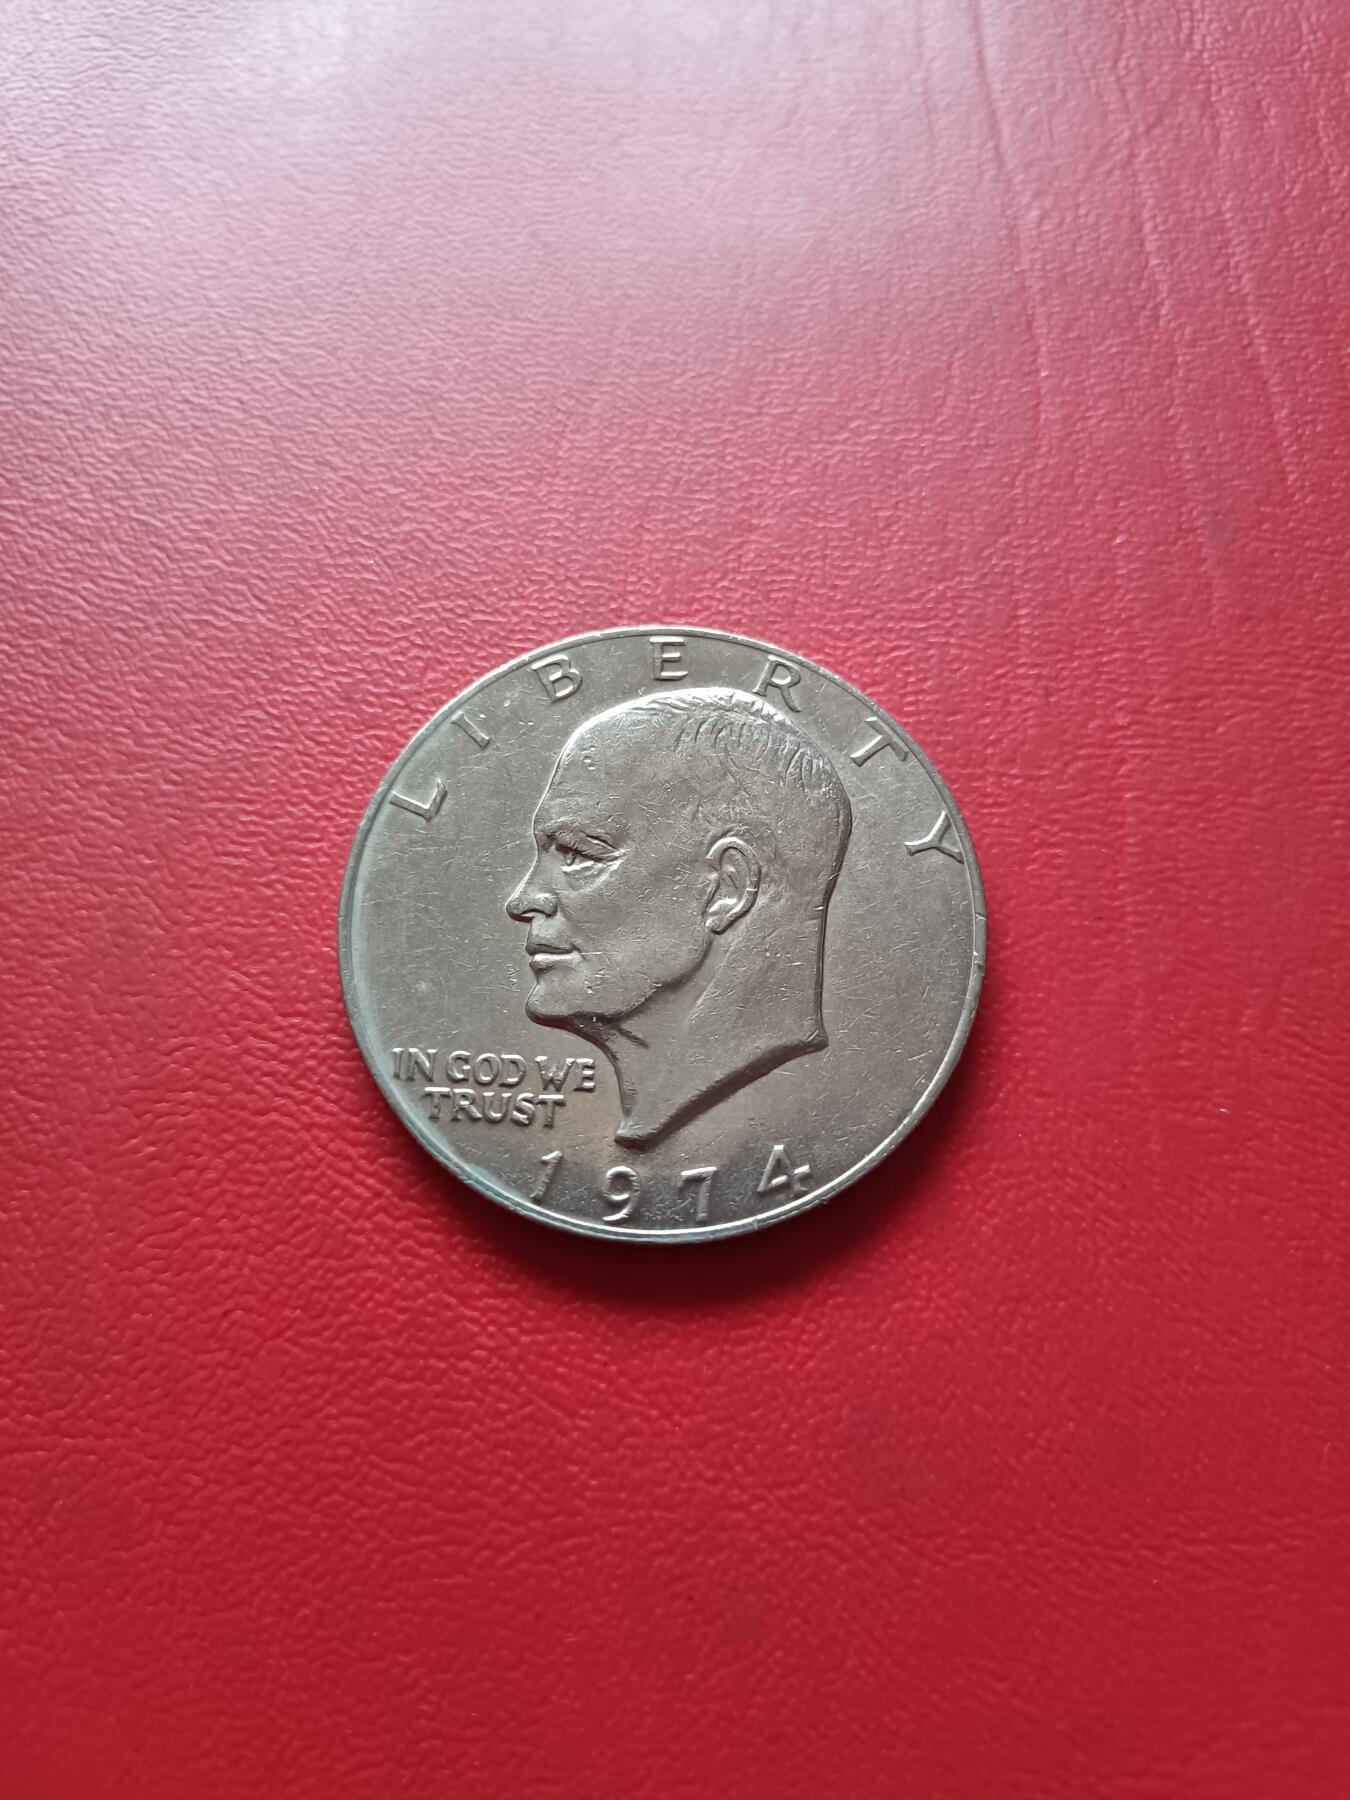 LIBERTY
IN GOD WE
TRUST
1974